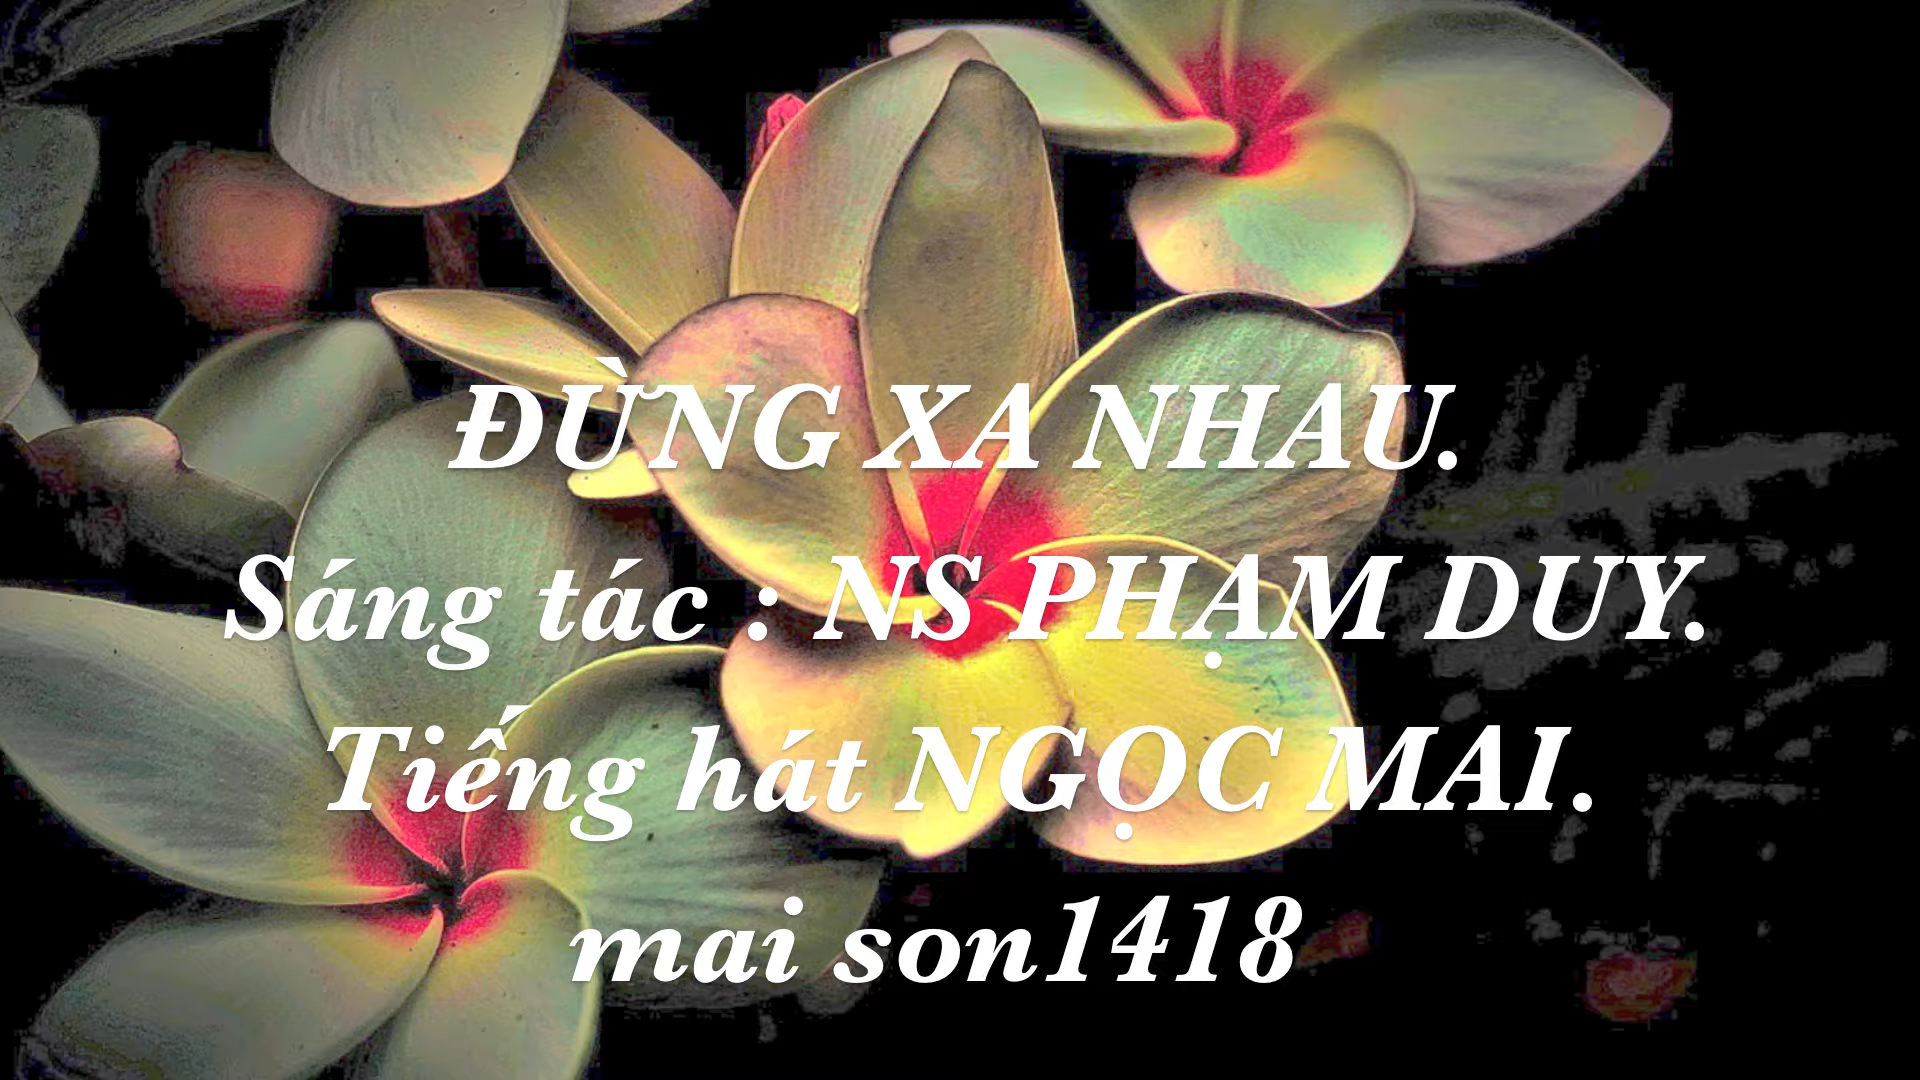 ĐỪNG XA NHAU.
Sáng tác : NS PHẠM DUY.
Tiếng hát NGỌC MAI.
mai son1418